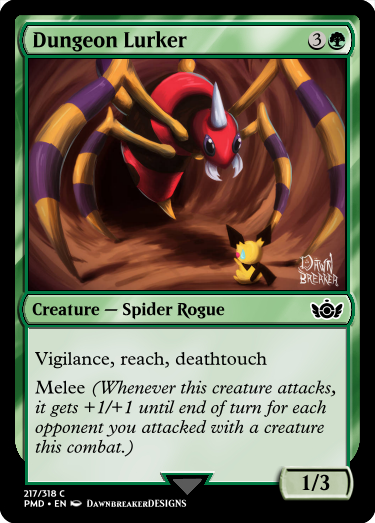 Dungeon Lurker 3
DAWN
BREAKER
Creature — Spider Rogue
Vigilance, reach, deathtouch
Melee (Whenever this creature attacks,
it gets +1/+1 until end of turn for each
opponent you attacked with a creature
this combat.)
1/3
217/318 C
PMD • EN DAWNBREAKERDESIGNS